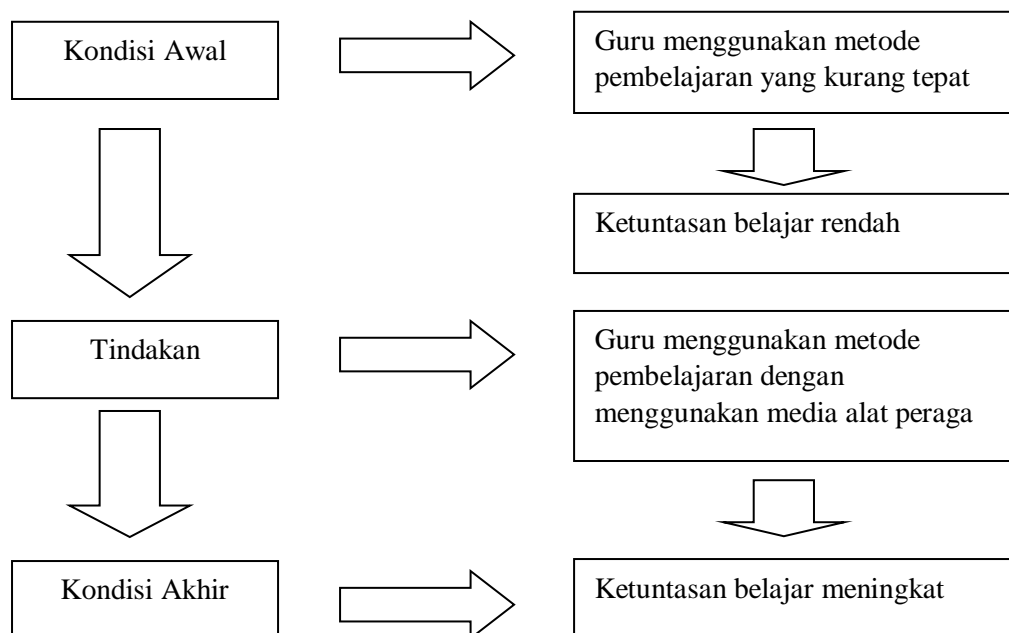 Kondisi Awal
Guru menggunakan metode
pembelajaran yang kurang tepat
Ketuntasan belajar rendah
Tindakan
Guru menggunakan metode
pembelajaran dengan
menggunakan media alat peraga
Kondisi Akhir
Ketuntasan belajar meningkat